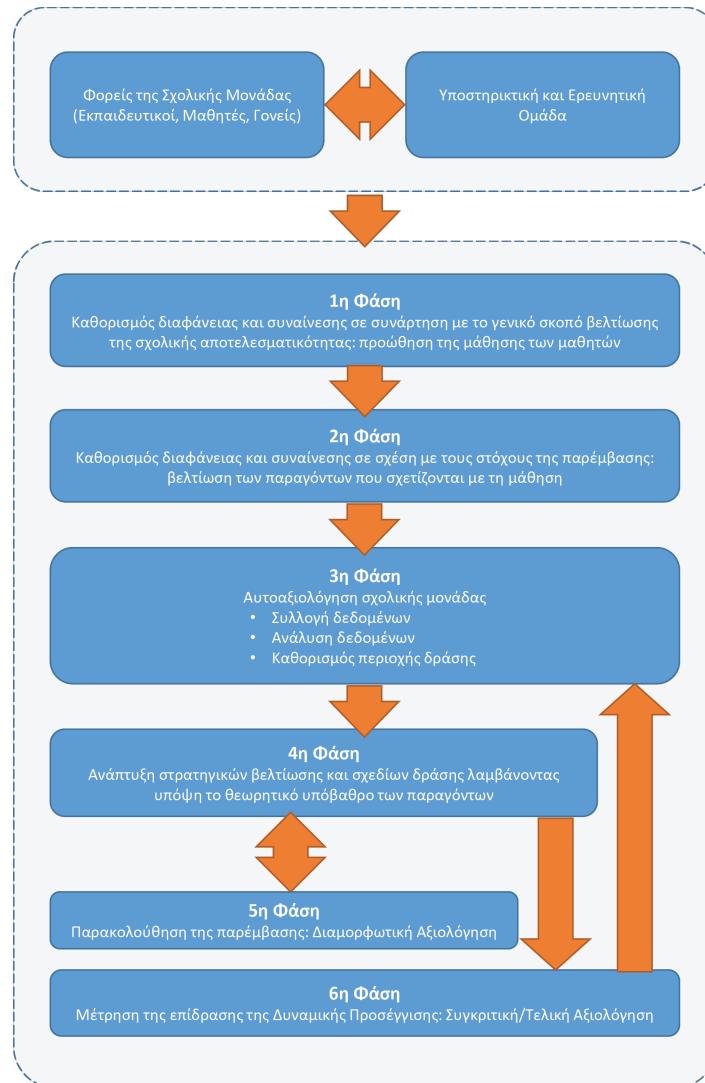 Φορείς της Σχολικής Μονάδας
(Εκπαιδευτικοί, Μαθητές, Γονείς)
Υποστηρικτική και Ερευνητική
Ομάδα
1η Φάση
Καθορισμός διαφάνειας και συναίνεσης σε συνάρτηση με το γενικό σκοπό βελτίωσης
της σχολικής αποτελεσματικότητας: προώθηση της μάθησης των μαθητών
2η Φάση
Καθορισμός διαφάνειας και συναίνεσης σε σχέση με τους στόχους της παρέμβασης:
βελτίωση των παραγόντων που σχετίζονται με τη μάθηση
3η Φάση
Αυτοαξιολόγηση σχολικής μονάδας
• Συλλογή δεδομένων
• Ανάλυση δεδομένων
• Καθορισμός περιοχής δράσης
4η Φάση
Ανάπτυξη στρατηγικών βελτίωσης και σχεδίων δράσης λαμβάνοντας
υπόψη το θεωρητικό υπόβαθρο των παραγόντων
5η Φάση
Παρακολούθηση της παρέμβασης: Διαμορφωτική Αξιολόγηση
6η Φάση
Μέτρηση της επίδρασης της Δυναμικής Προσέγγισης: Συγκριτική/Τελική Αξιολόγηση